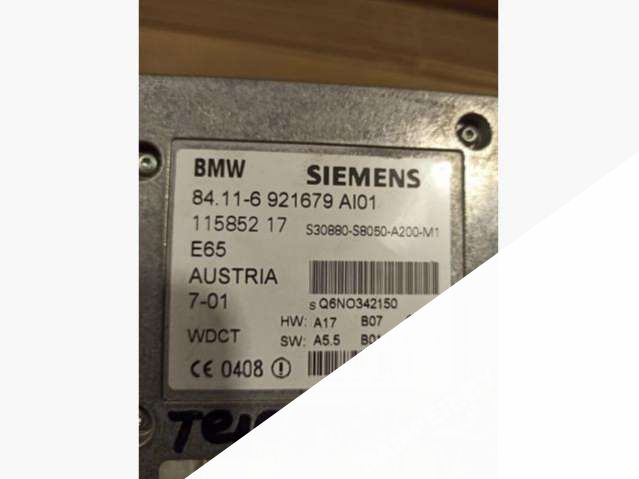 BMW SIEMENS
84.11-6 921679 AI01
115852 17 S30880-S8050-A200-M1
E65
AUSTRIA
7-01 S Q6NO342150
HW: A17 B07
WDCT SW: A5.5
CE 0408